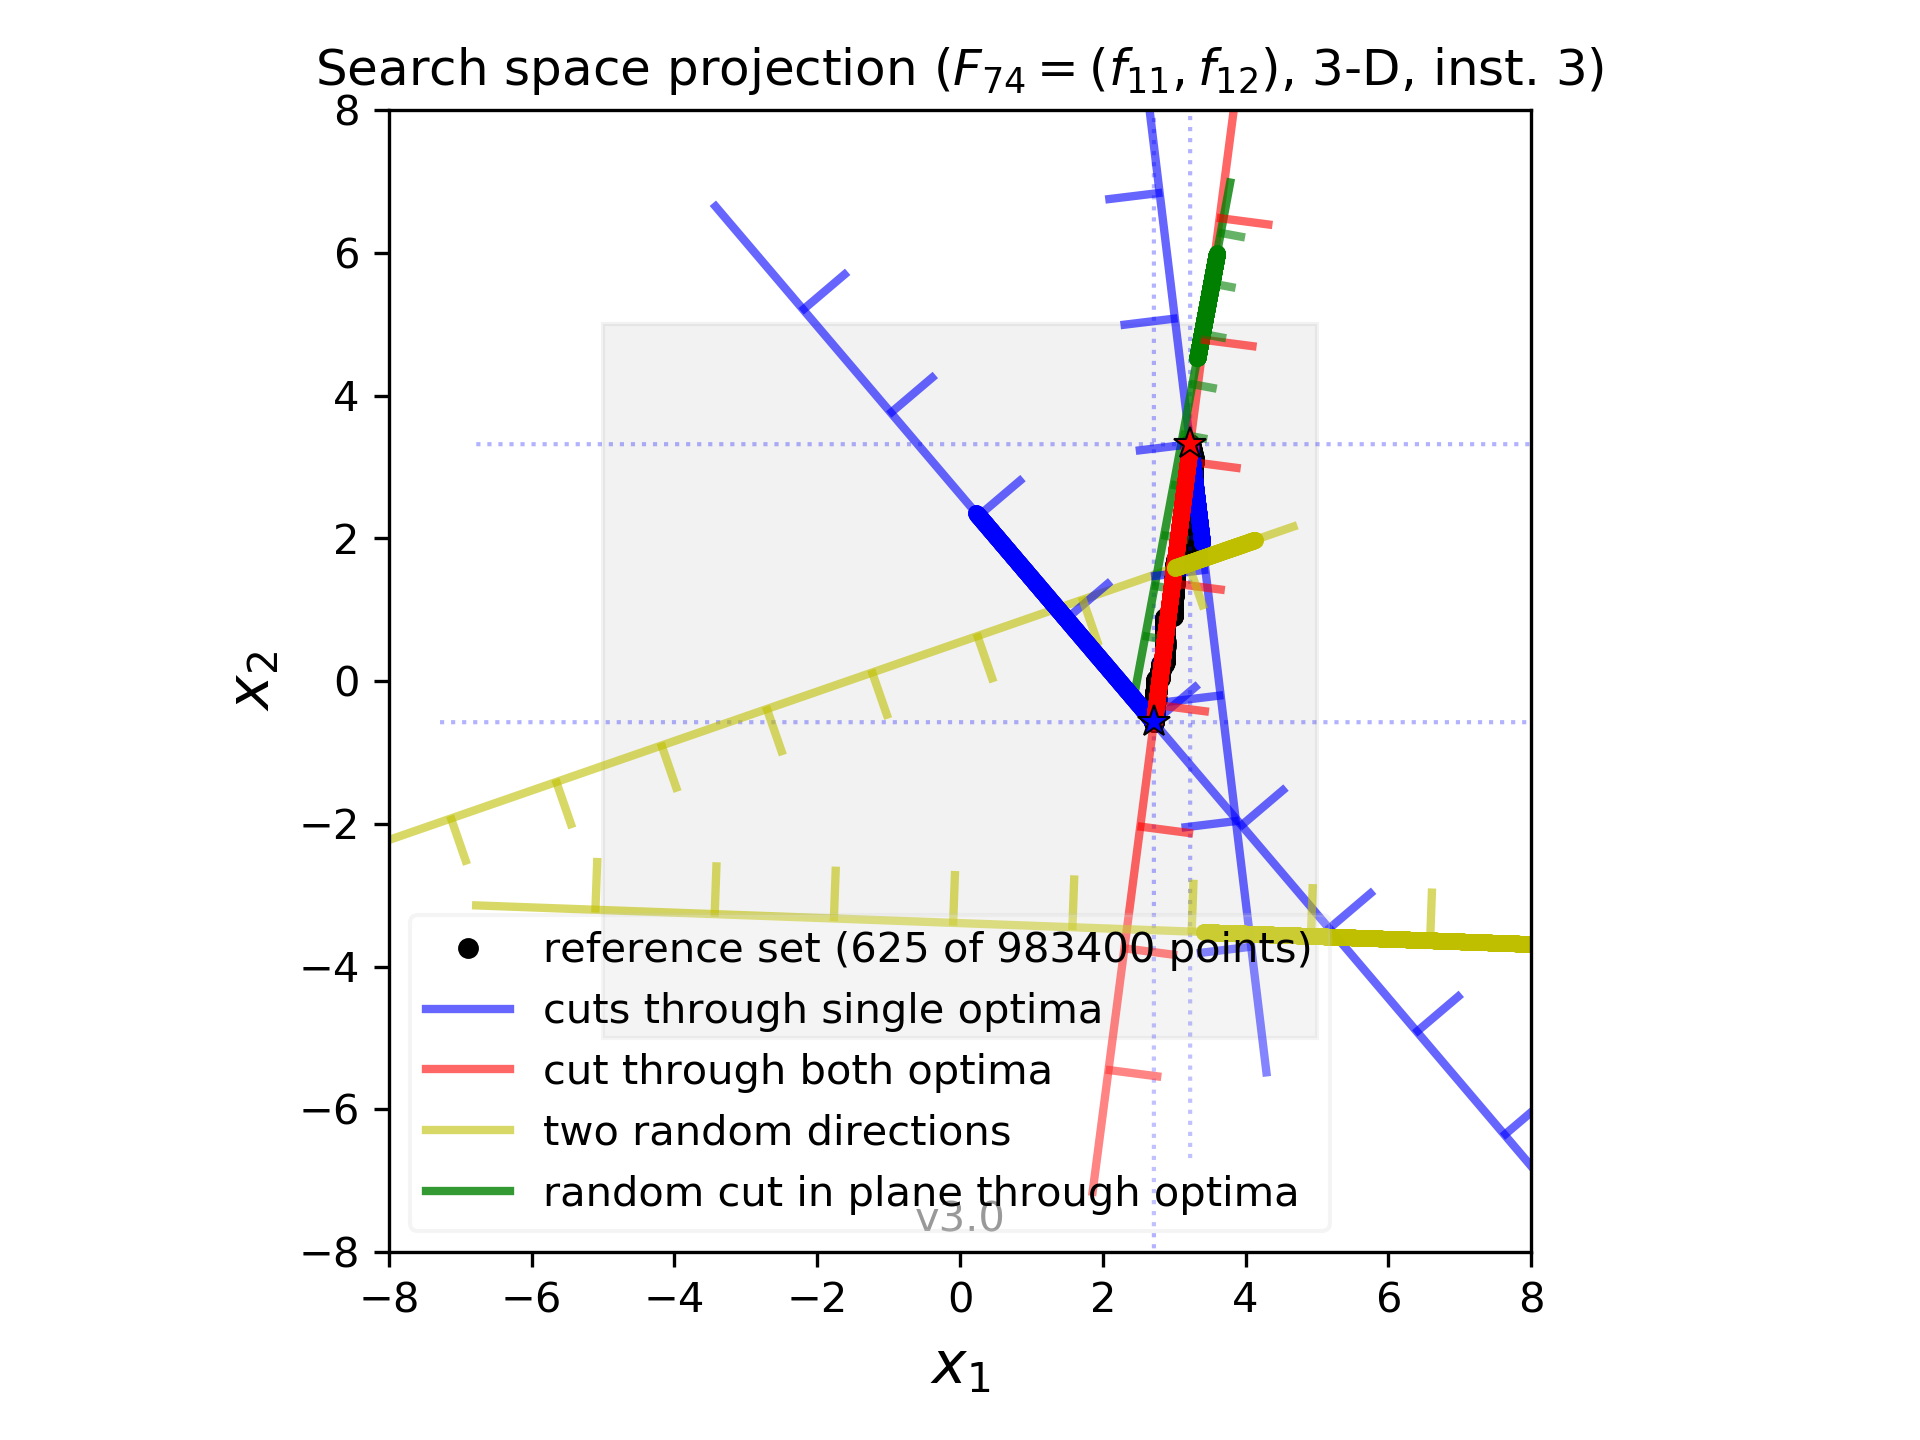 Search space projection (F74 = (f11, f12), 3-D, inst. 3)
8
6
4
2
0
−2
−4
−6
−8
x2
reference set (625 of 983400 points)
cuts through single optima
cut through both optima
two random directions
random cut in plane through optima
v3.0
−8 −6 −4 −2 0 2 4 6 8
x1